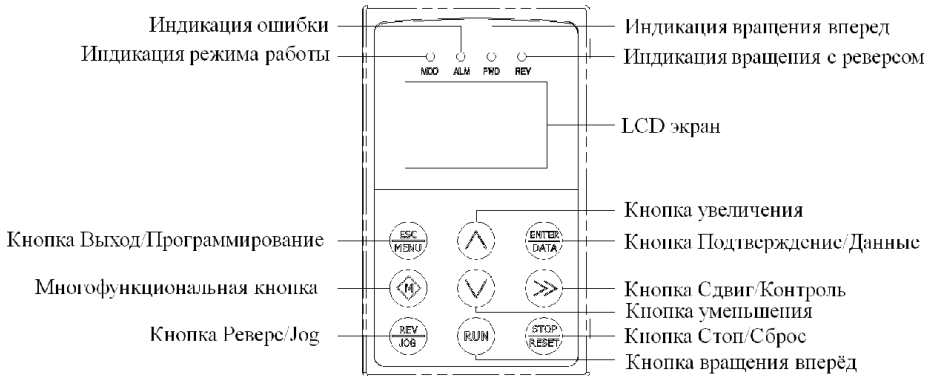 Индикация ошибки
Индикация вращения вперед
Индикация режима работы
Индикация вращения с реверсом
MOD ALM FWD REV
LCD экран
Кнопка увеличения
Кнопка Выход/Программирование
ESC
MENU
ENTER
DATA
Кнопка Подтверждение/Данные
Многофункциональная кнопка
M
Кнопка Сдвиг/Контроль
Кнопка уменьшения
Кнопка Реверс/Jog
REV
JOG
RUN
STOP
RESET
Кнопка Стоп/Сброс
Кнопка вращения вперёд